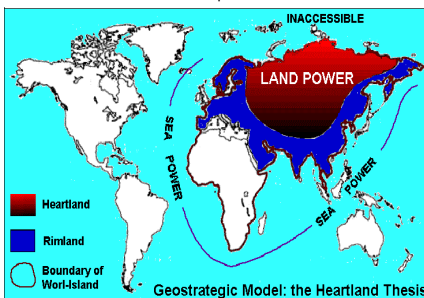 INACCESSIBLE
LAND POWER
SEA POWER
SEA POWER
Heartland
Rimland
Boundary of
Worl-Island
Geostrategic Model: the Heartland Thesis